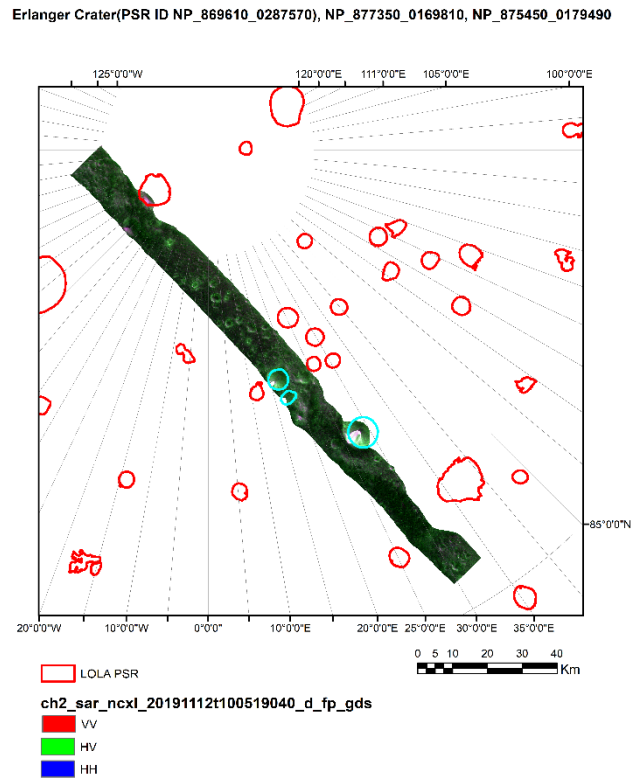 Erlanger Crater(PSR ID NP_869610_0287570), NP_877350_0169810, NP_875450_0179490
125°0'0"W 120°0'0"E 111°0'0"E 105°0'0"E 100°0'0"E
85°0'0"N
20°0'0"W 10°0'0"W 0°0'0" 10°0'0"E 20°0'0"E 30°0'0"E 35°0'0"E
LOLA PSR
0 5 10 20 30 40
Km
ch2_sar_ncxl_20191112t100519040_d_fp_gds
VV
HV
HH